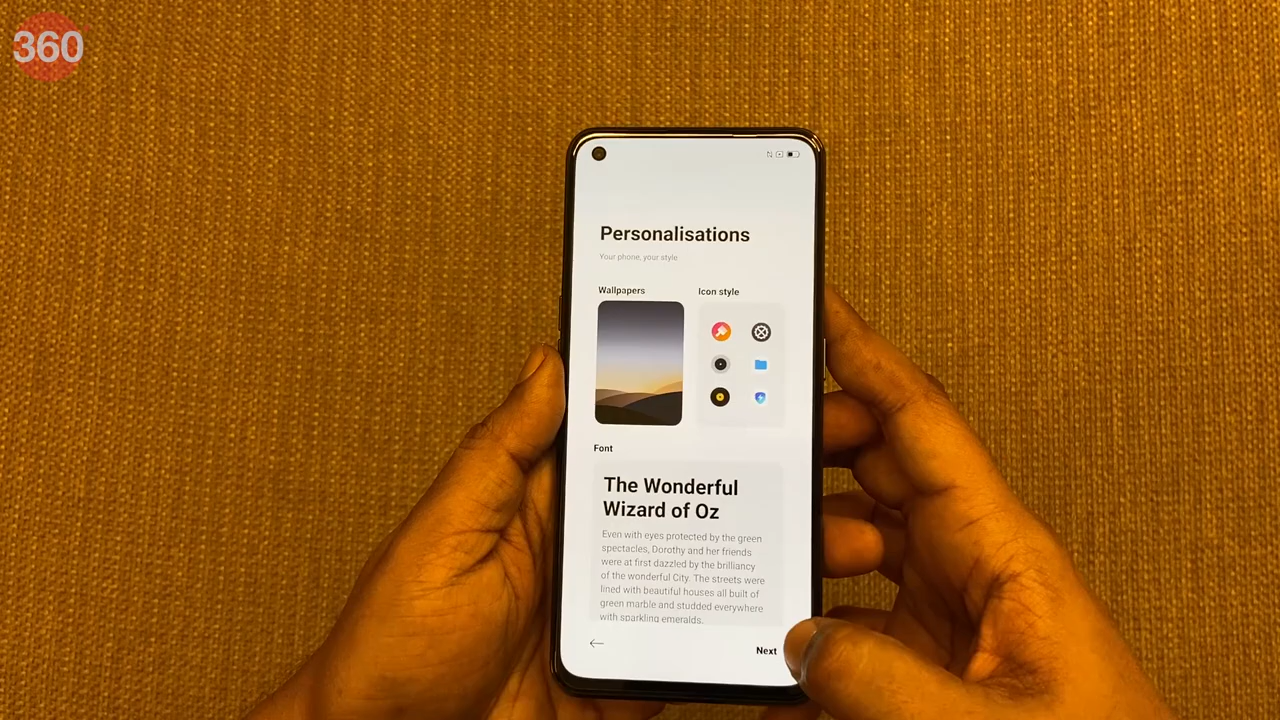 360
Personalisations
Your phone, your style
Wallpapers
Icon style
Font
The Wonderful
Wizard of Oz
Even with eyes protected by the green
spectacles, Dorothy and her friends
were at first dazzled by the brilliancy
of the wonderful City. The streets were
lined with beautiful houses all built of
green marble and studded everywhere
with sparkling emeralds.
Next